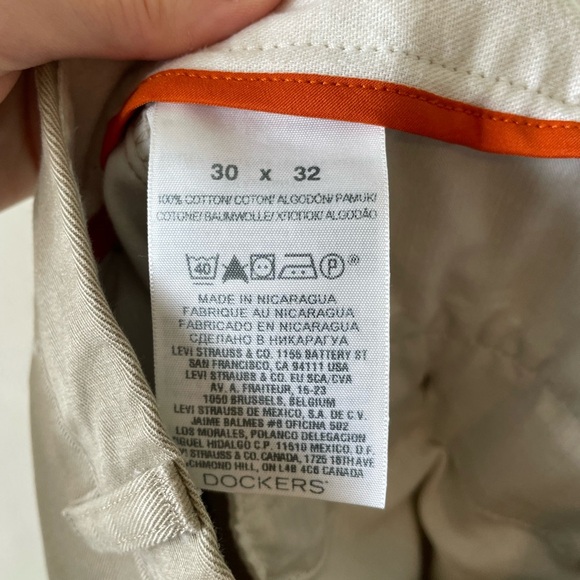 30 x 32
100% COTTON/ COTON/ ALGODÓN/ PAMUK/
COTONE/ BAUMWOLLE/ ХЛОПОК/ ALGODÃO
40
P
MADE IN NICARAGUA
FABRIQUE AU NICARAGUA
FABRICADO EN NICARAGUA
СДЕЛАНО В НИКАРАГУА
LEVI STRAUSS & CO. 1155 BATTERY ST
SAN FRANCISCO, CA 94111 USA
LEVI STRAUSS & CO. EU SCA/CVA
AV. A. FRAITEUR, 15-23
1050 BRUSSELS, BELGIUM
LEVI STRAUSS DE MEXICO, S.A. DE C.V.
JAIME BALMES #8 OFICINA 502
LOS MORALES, POLANCO DELEGACION
MIGUEL HIDALGO C.P. 11510 MEXICO, D.F.
LEVI STRAUSS & CO. CANADA, 1725 16TH AVE
RICHMOND HILL, ON L4B 4C6 CANADA
DOCKERS®